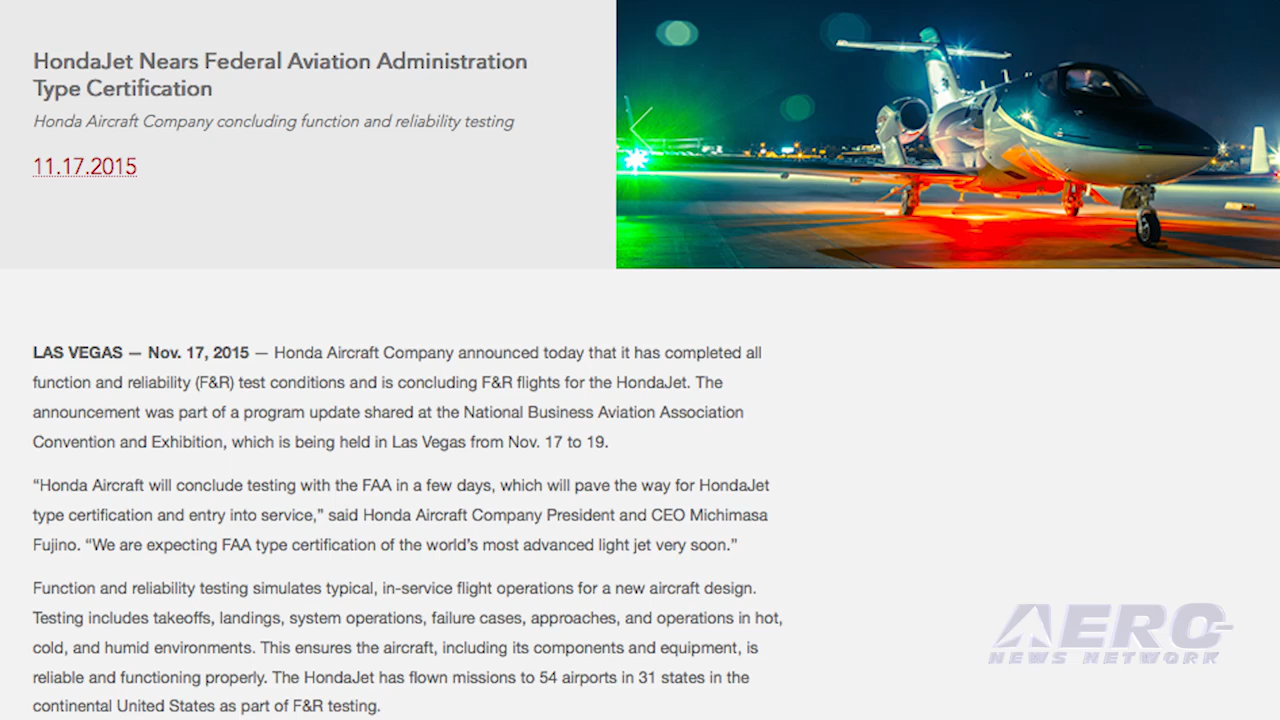 HondaJet Nears Federal Aviation Administration
Type Certification
Honda Aircraft Company concluding function and reliability testing
11.17.2015
LAS VEGAS — Nov. 17, 2015 — Honda Aircraft Company announced today that it has completed all
function and reliability (F&R) test conditions and is concluding F&R flights for the HondaJet. The
announcement was part of a program update shared at the National Business Aviation Association
Convention and Exhibition, which is being held in Las Vegas from Nov. 17 to 19.
“Honda Aircraft will conclude testing with the FAA in a few days, which will pave the way for HondaJet
type certification and entry into service,” said Honda Aircraft Company President and CEO Michimasa
Fujino. “We are expecting FAA type certification of the world’s most advanced light jet very soon.”
Function and reliability testing simulates typical, in-service flight operations for a new aircraft design.
Testing includes takeoffs, landings, system operations, failure cases, approaches, and operations in hot,
cold, and humid environments. This ensures the aircraft, including its components and equipment, is
reliable and functioning properly. The HondaJet has flown missions to 54 airports in 31 states in the
continental United States as part of F&R testing.
AERO
NEWS NETWORK